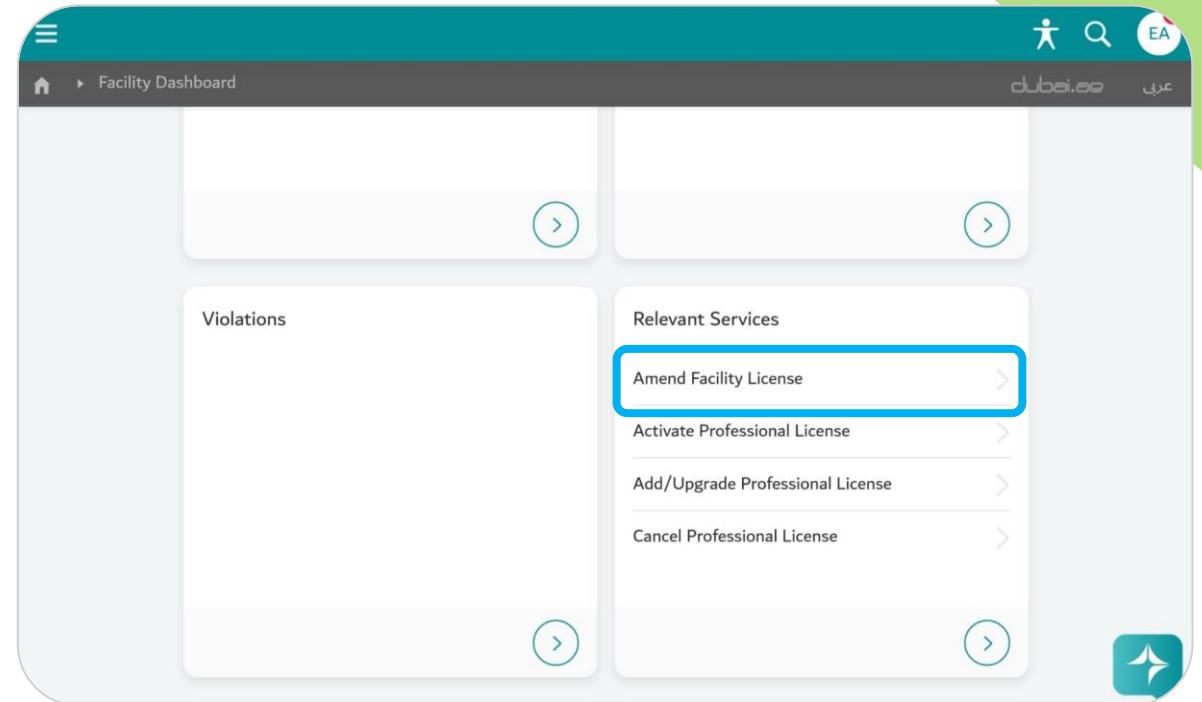 EA
Facility Dashboard
dubai.ae
عربى
Violations
Relevant Services
Amend Facility License
Activate Professional License
Add/Upgrade Professional License
Cancel Professional License